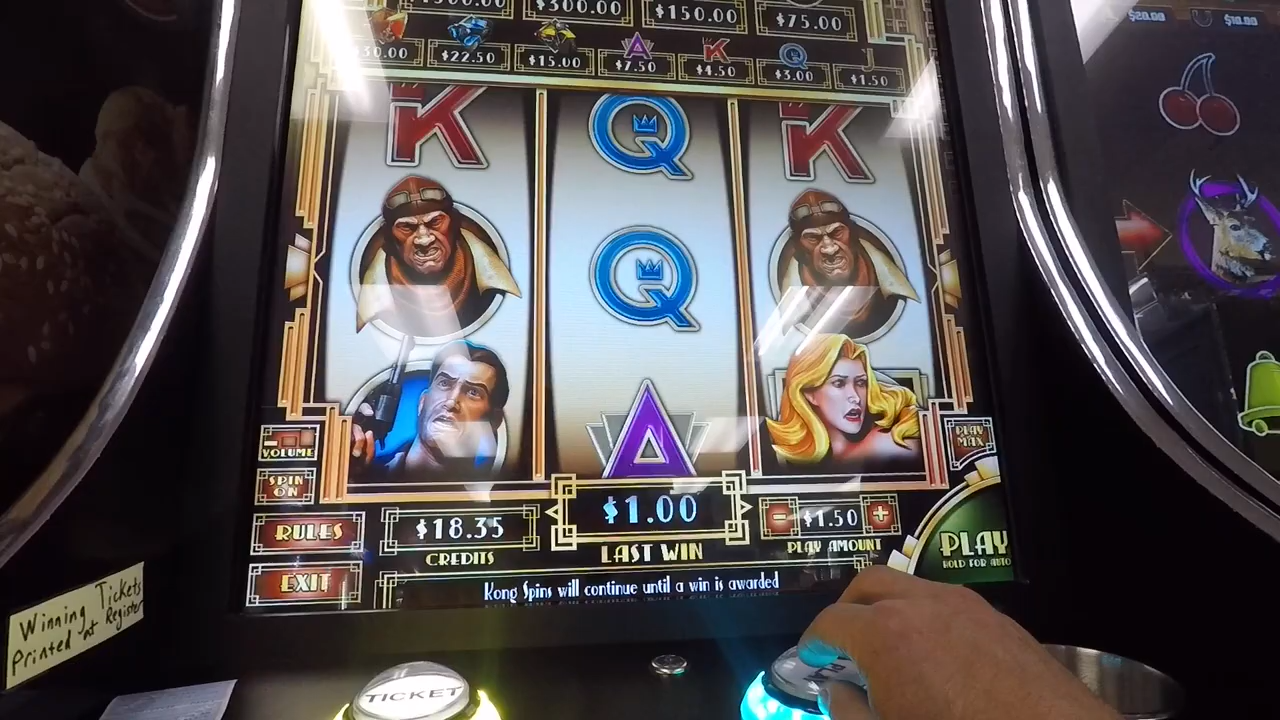 $300.00
$150.00
$75.00
$20.00
$10.00
$22.50
$15.00
A
$7.50
K
$4.50
Q
$3.00
J
$1.50
K
Q
K
Q
A
VOLUME
SPIN ON
RULES
EXIT
$18.35
CREDITS
$1.00
LAST WIN
- $1.50 +
PLAY AMOUNT
PLAY MAX
PLAY
HOLD FOR AUTO
Kong Spins will continue until a win is awarded
Winning Tickets
Printed at Register
TICKET